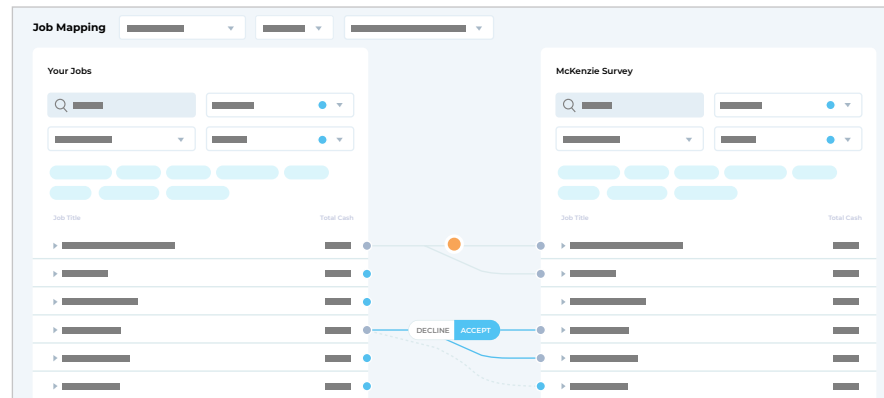 Job Mapping
Your Jobs
McKenzie Survey
Job Title Total Cash
Job Title Total Cash
DECLINE ACCEPT